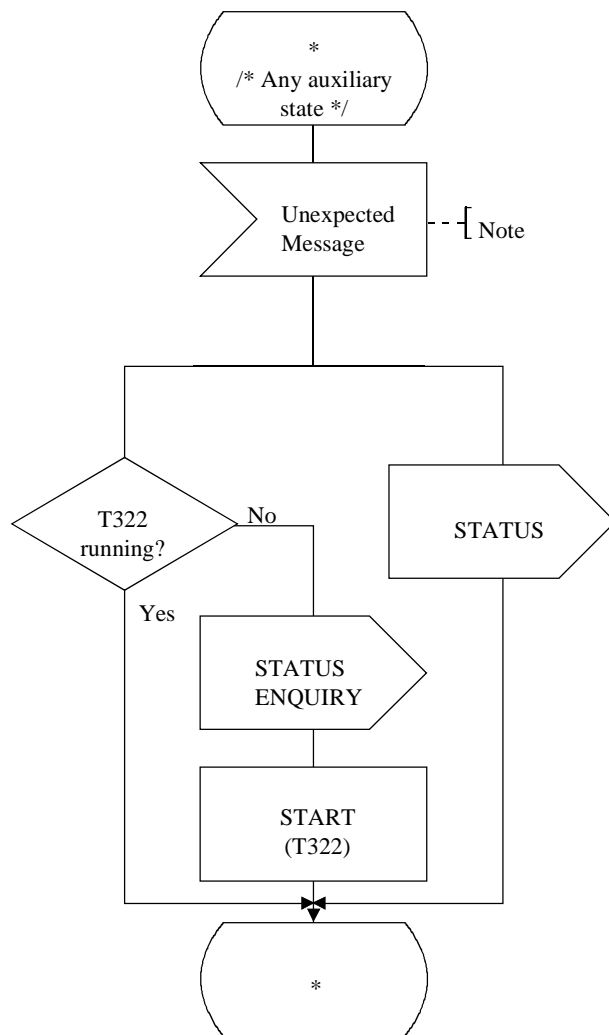 *
/* Any auxiliary
state */
Unexpected
Message
Note
T322
running?
No
Yes
STATUS
STATUS
ENQUIRY
START
(T322)
*